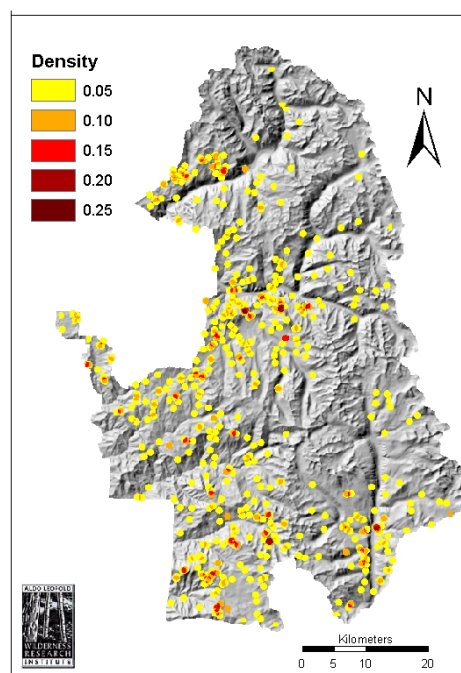 Density
0.05
0.10
0.15
0.20
0.25
N
ALDO LEOPOLD
WILDERNESS
RESEARCH
INSTITUTE
Kilometers
0 5 10 20